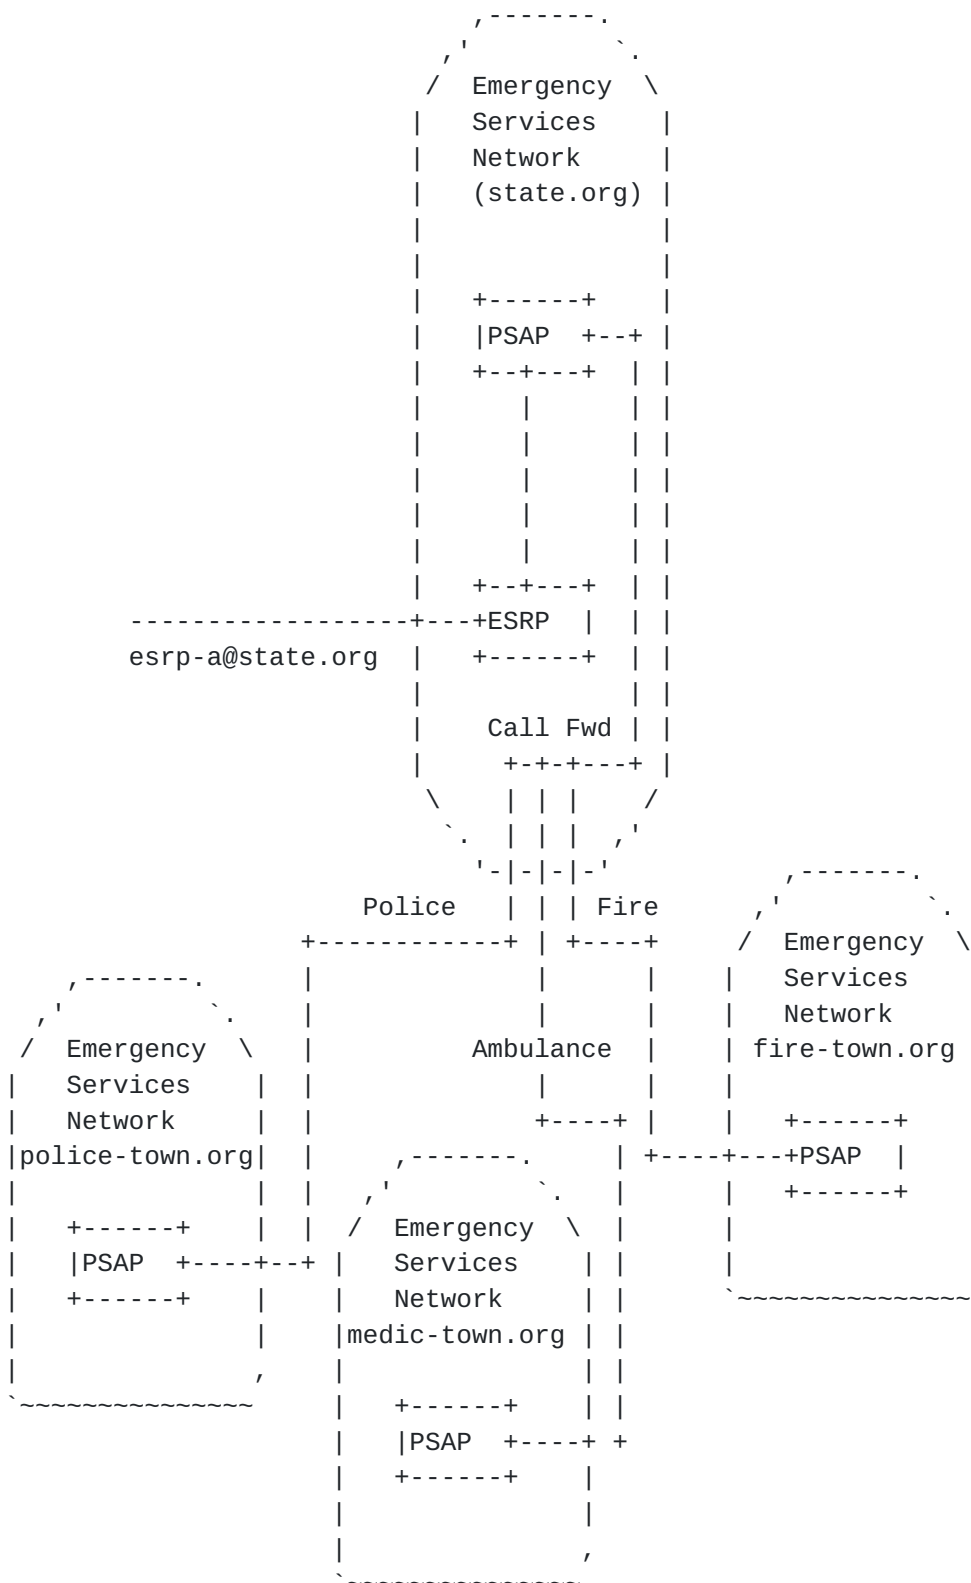 Emergency
Services
Network
(state.org)
PSAP
ESRP
esrp-a@state.org
Call Fwd
Police
Fire
Emergency
Services
Network
fire-town.org
PSAP
Ambulance
Emergency
Services
Network
police-town.org
PSAP
Emergency
Services
Network
medic-town.org
PSAP